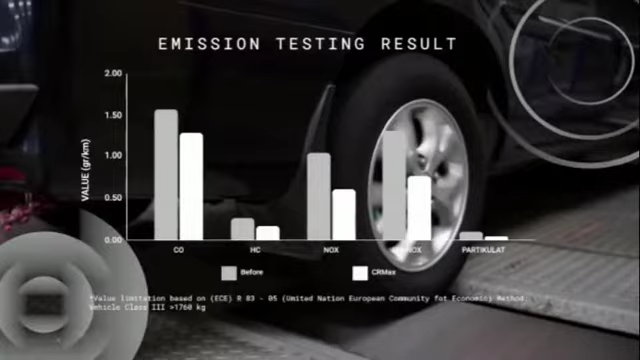 EMISSION TESTING RESULT
2.00
1.50
1.00
0.50
0.00
VALUE (gr/km)
CO
HC
NOX
PARTIKULAT
Before
CRMax
*Value limitation based on (ECE) R 83 - 05 (United Nation European Community fot Economic) Method
Vehicle Class III >1760 kg